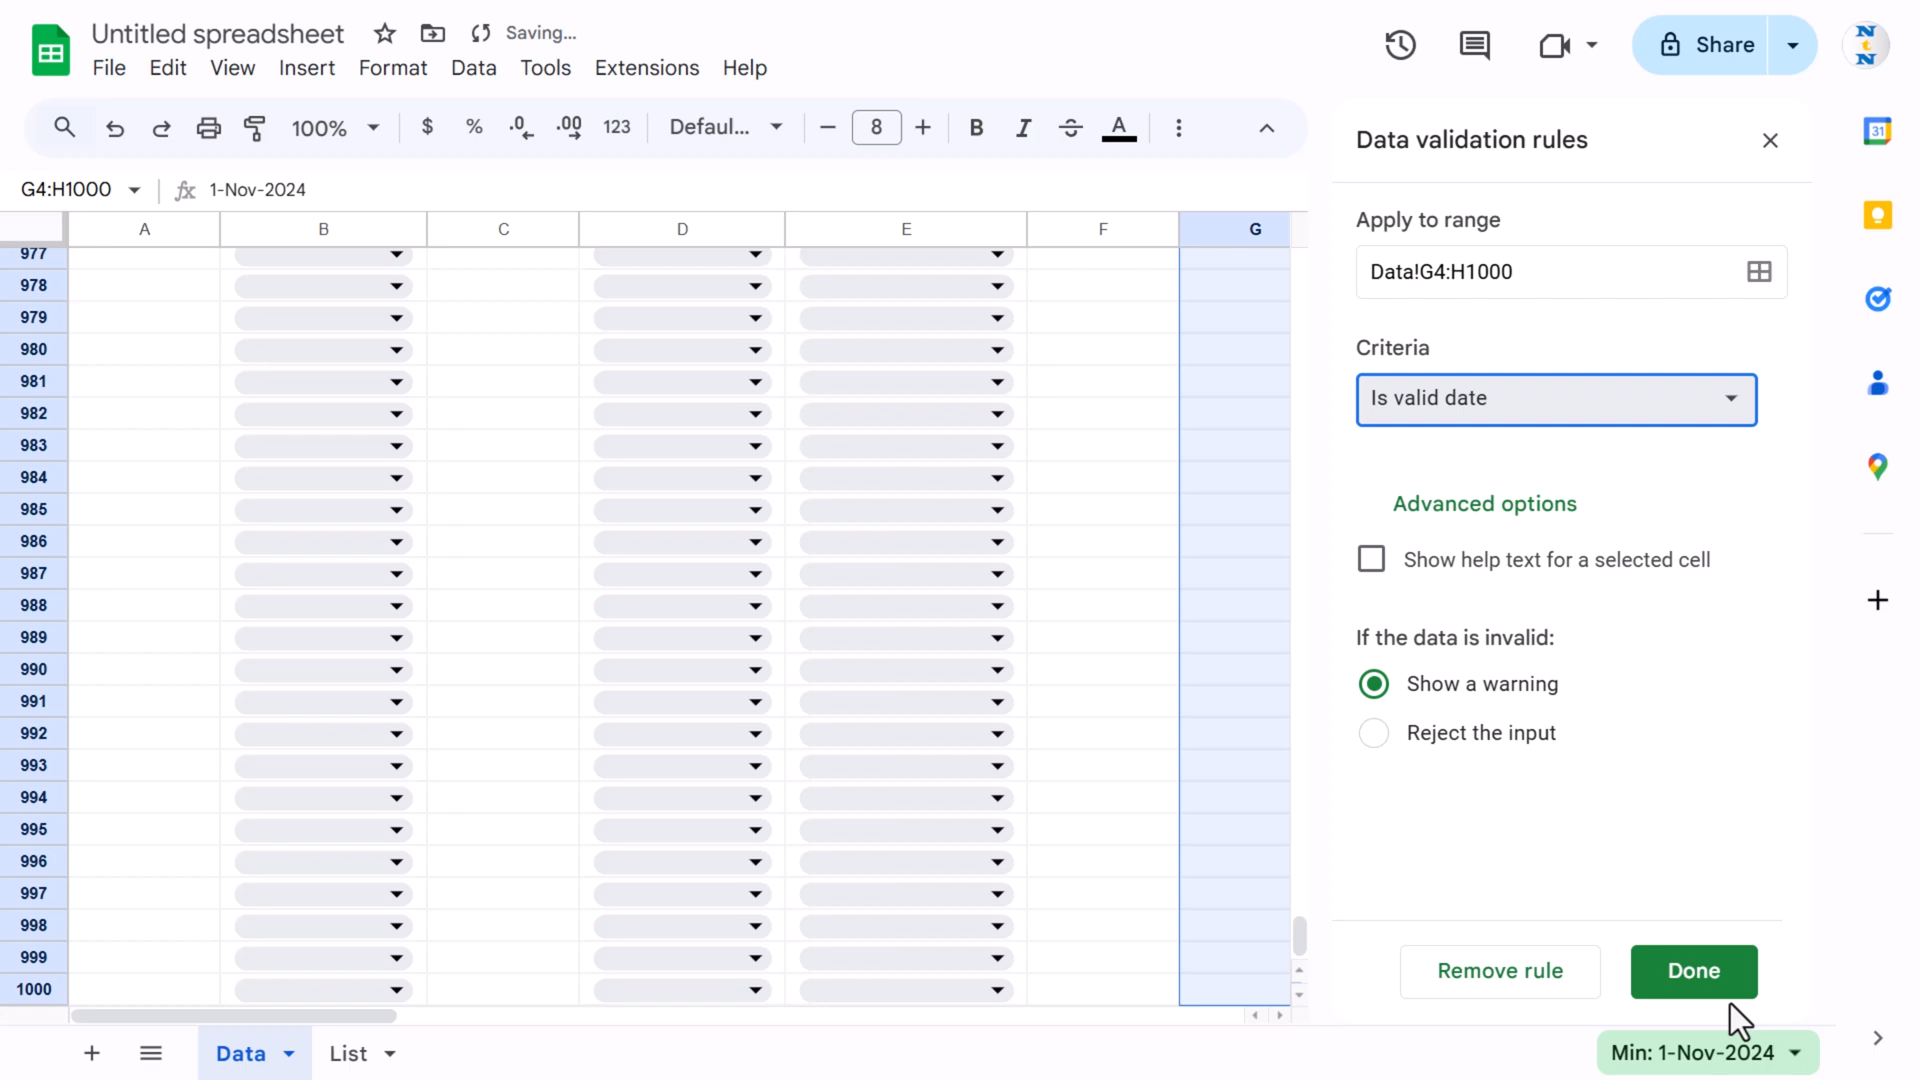 Untitled spreadsheet Saving...
File Edit View Insert Format Data Tools Extensions Help
Share
N
t
N
100% $ % .0 .00 123 Defaul... 8 B I S A
G4:H1000 fx 1-Nov-2024
A B C D E F G
977
978
979
980
981
982
983
984
985
986
987
988
989
990
991
992
993
994
995
996
997
998
999
1000
Data validation rules
Apply to range
Data!G4:H1000
Criteria
Is valid date
Advanced options
Show help text for a selected cell
If the data is invalid:
Show a warning
Reject the input
Remove rule Done
31
Data List
Min: 1-Nov-2024